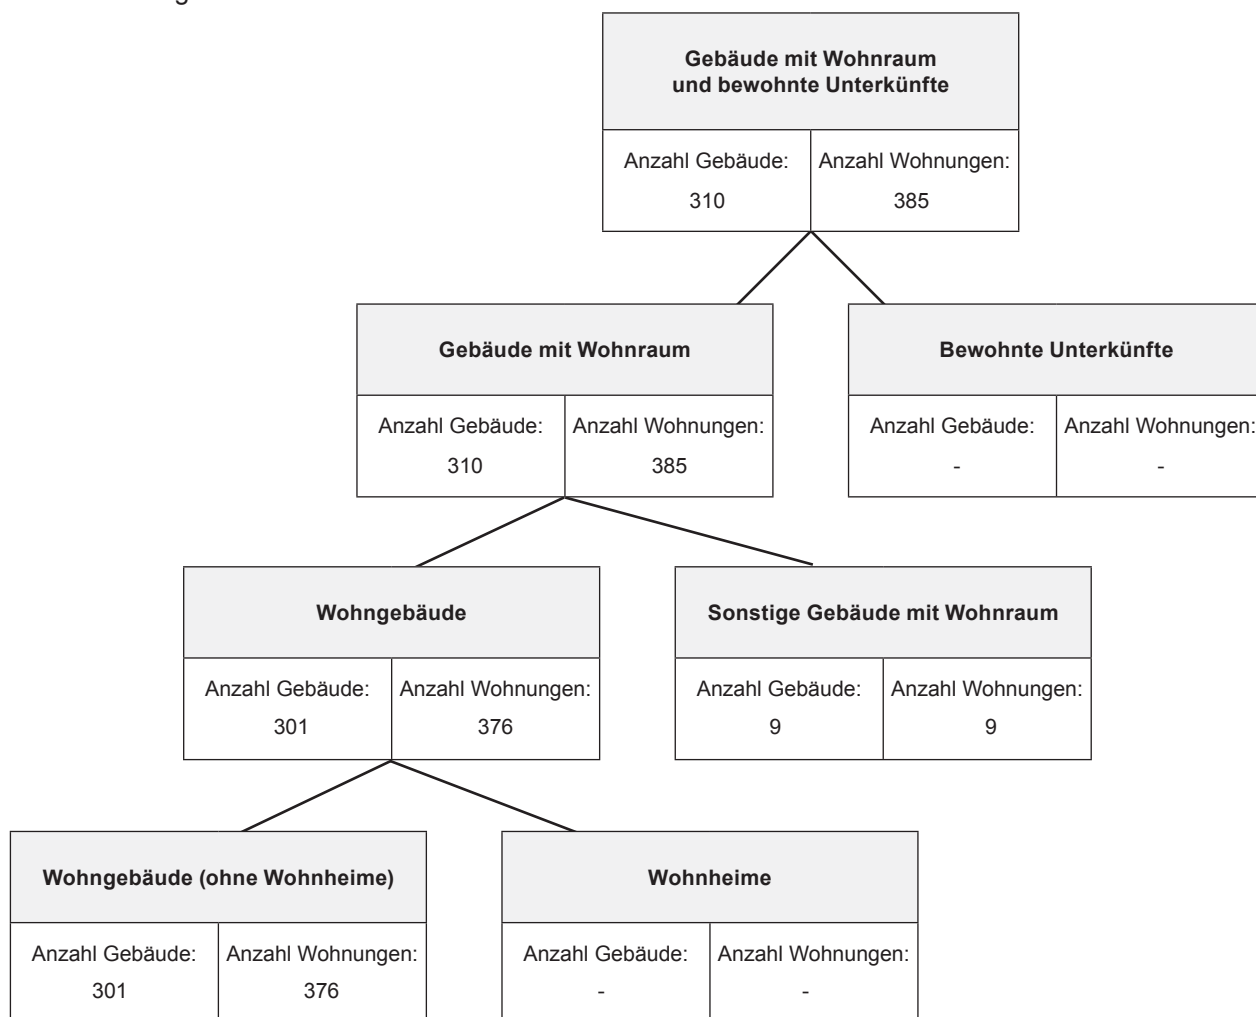 Gebäude mit Wohnraum
und bewohnte Unterkünfte
Anzahl Gebäude: Anzahl Wohnungen:
310 385
Gebäude mit Wohnraum
Bewohnte Unterkünfte
Anzahl Gebäude: Anzahl Wohnungen:
310 385
Anzahl Gebäude: Anzahl Wohnungen:
- -
Wohngebäude
Sonstige Gebäude mit Wohnraum
Anzahl Gebäude: Anzahl Wohnungen:
301 376
Anzahl Gebäude: Anzahl Wohnungen:
9 9
Wohngebäude (ohne Wohnheime)
Wohnheime
Anzahl Gebäude: Anzahl Wohnungen:
301 376
Anzahl Gebäude: Anzahl Wohnungen:
- -